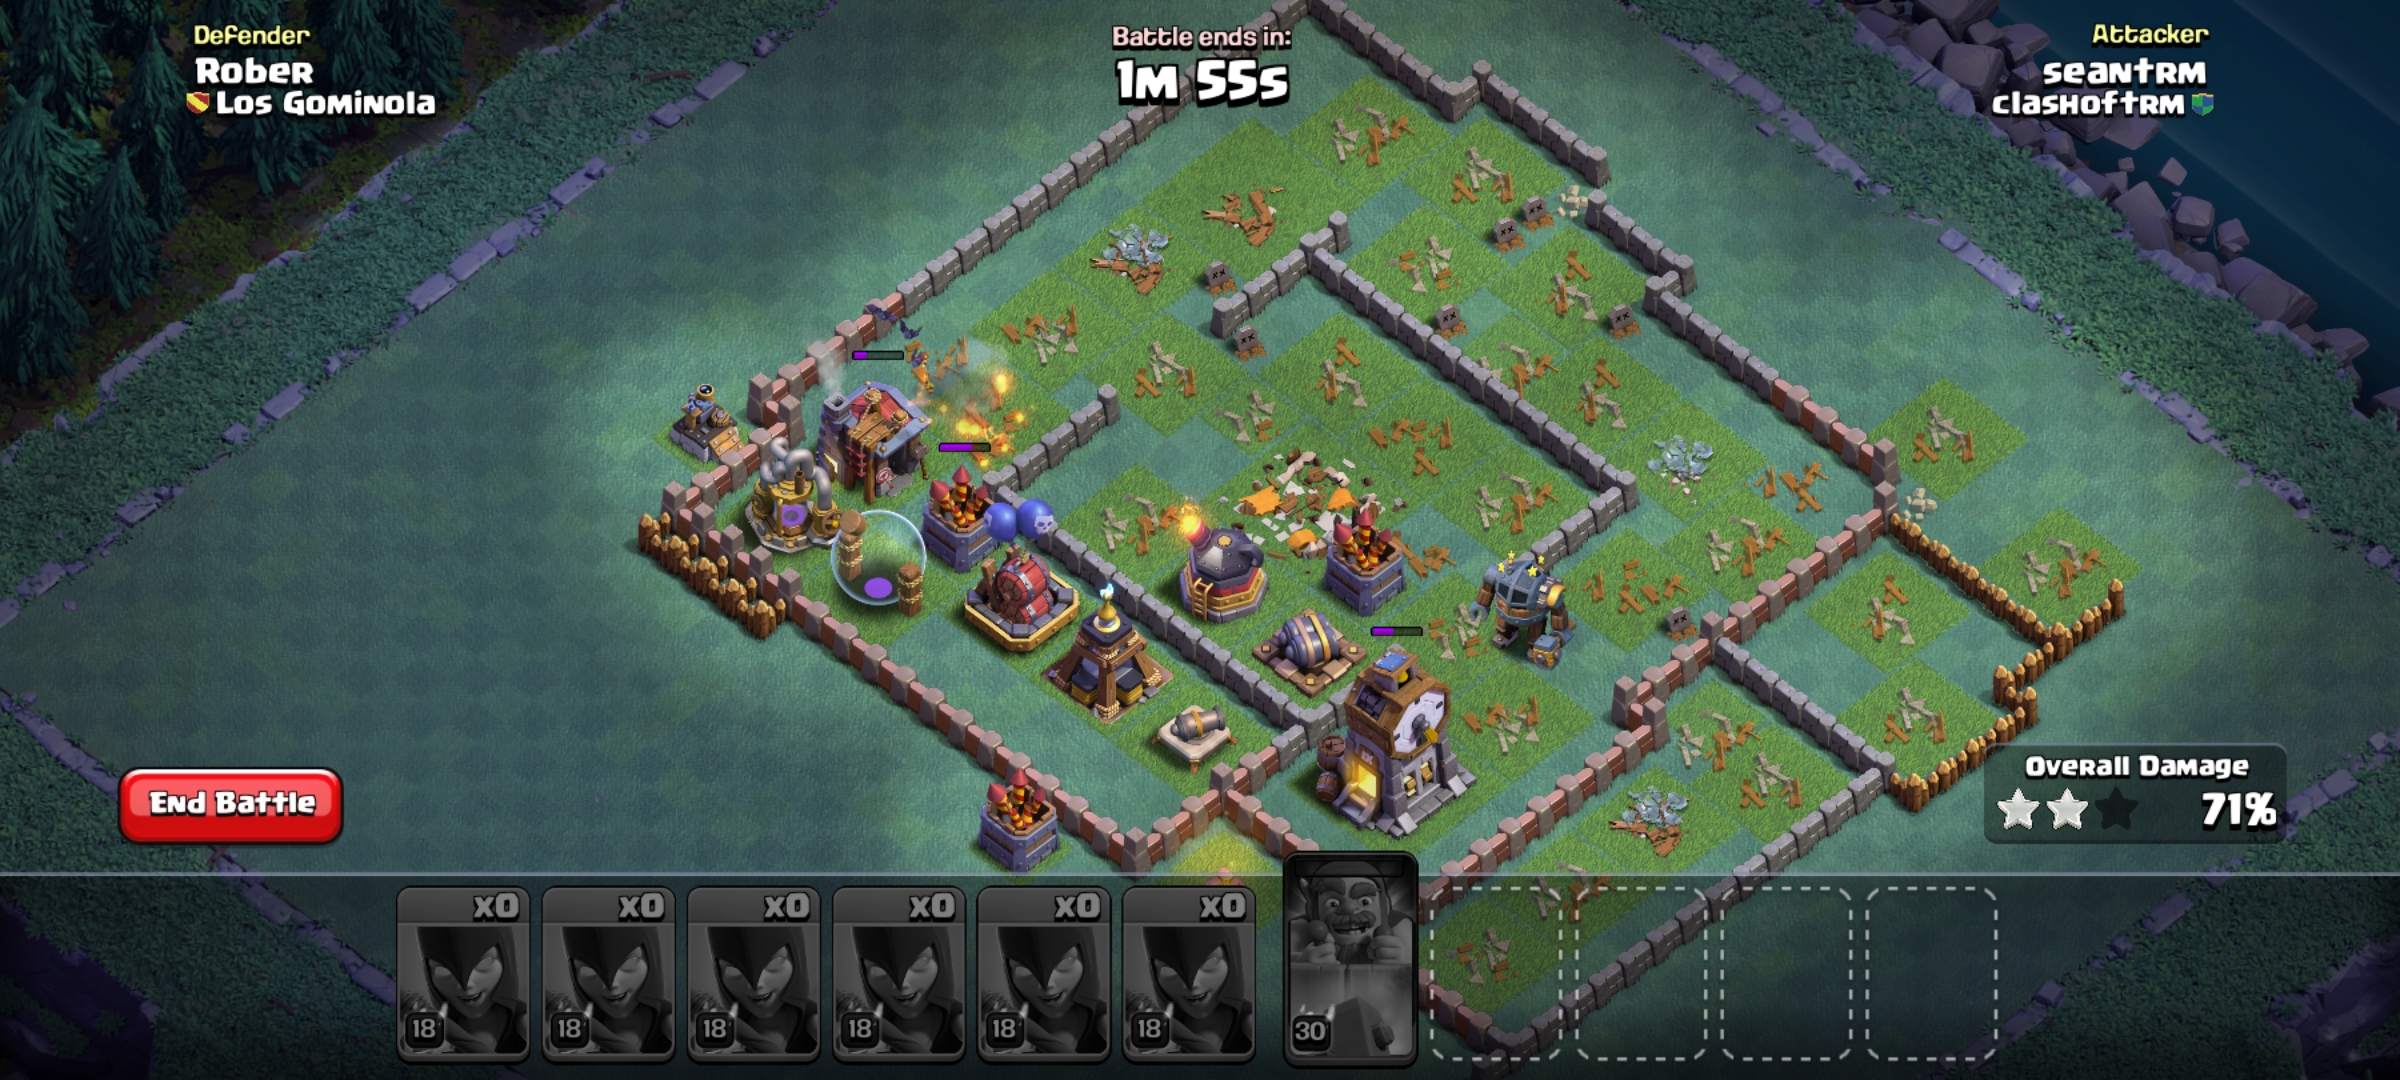 Defender
Rober
Los Gominola
Battle ends in:
1M 55s
Attacker
seantrm
clashoftrm
End Battle
Overall Damage
71%
x0
x0
x0
x0
x0
x0
18
18
18
18
18
18
30